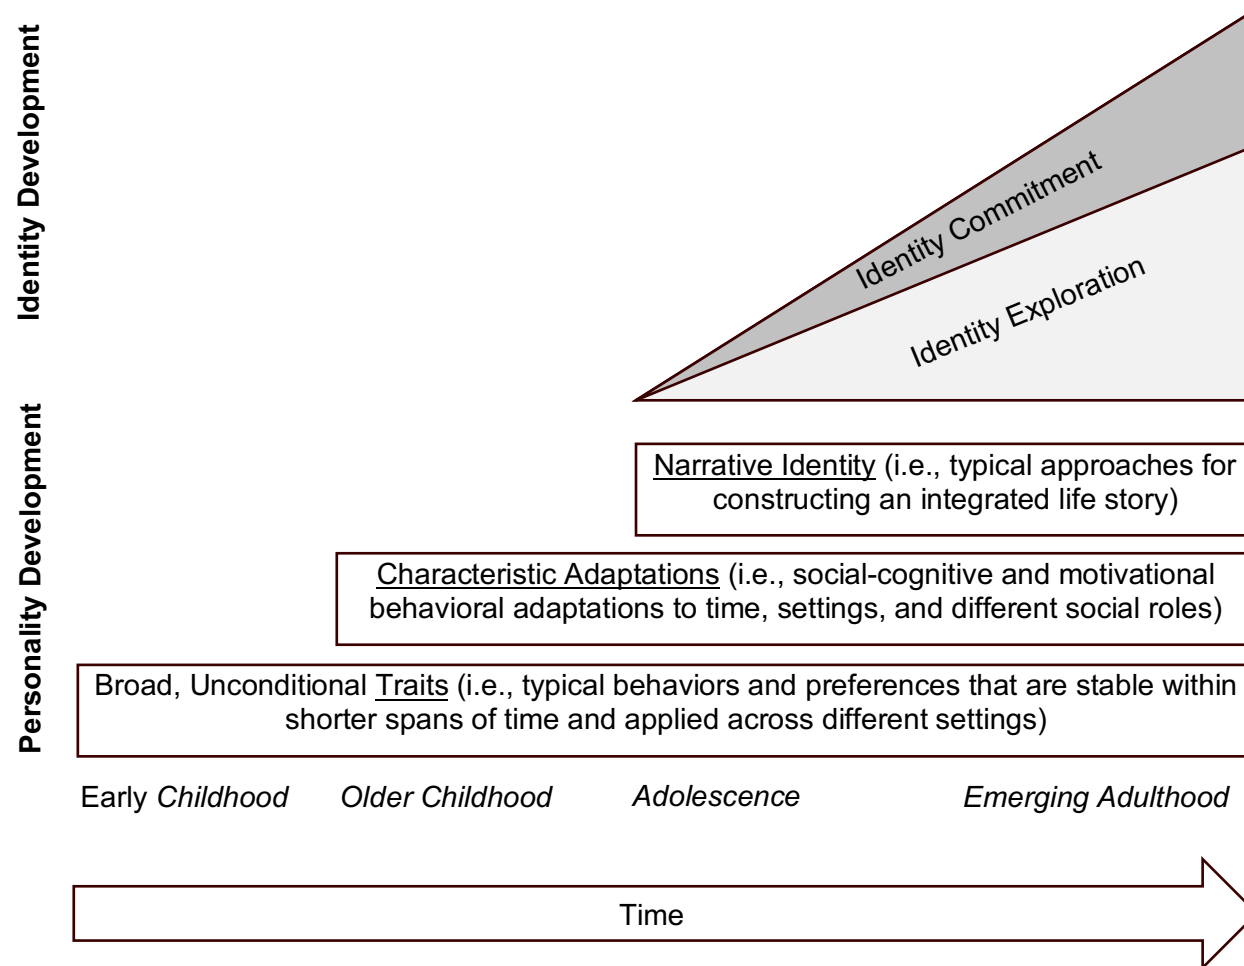 Identity Development
Identity Commitment
Identity Exploration
Personality Development
Narrative Identity (i.e., typical approaches for
constructing an integrated life story)
Characteristic Adaptations (i.e., social-cognitive and motivational
behavioral adaptations to time, settings, and different social roles)
Broad, Unconditional Traits (i.e., typical behaviors and preferences that are stable within
shorter spans of time and applied across different settings)
Early Childhood
Older Childhood
Adolescence
Emerging Adulthood
Time